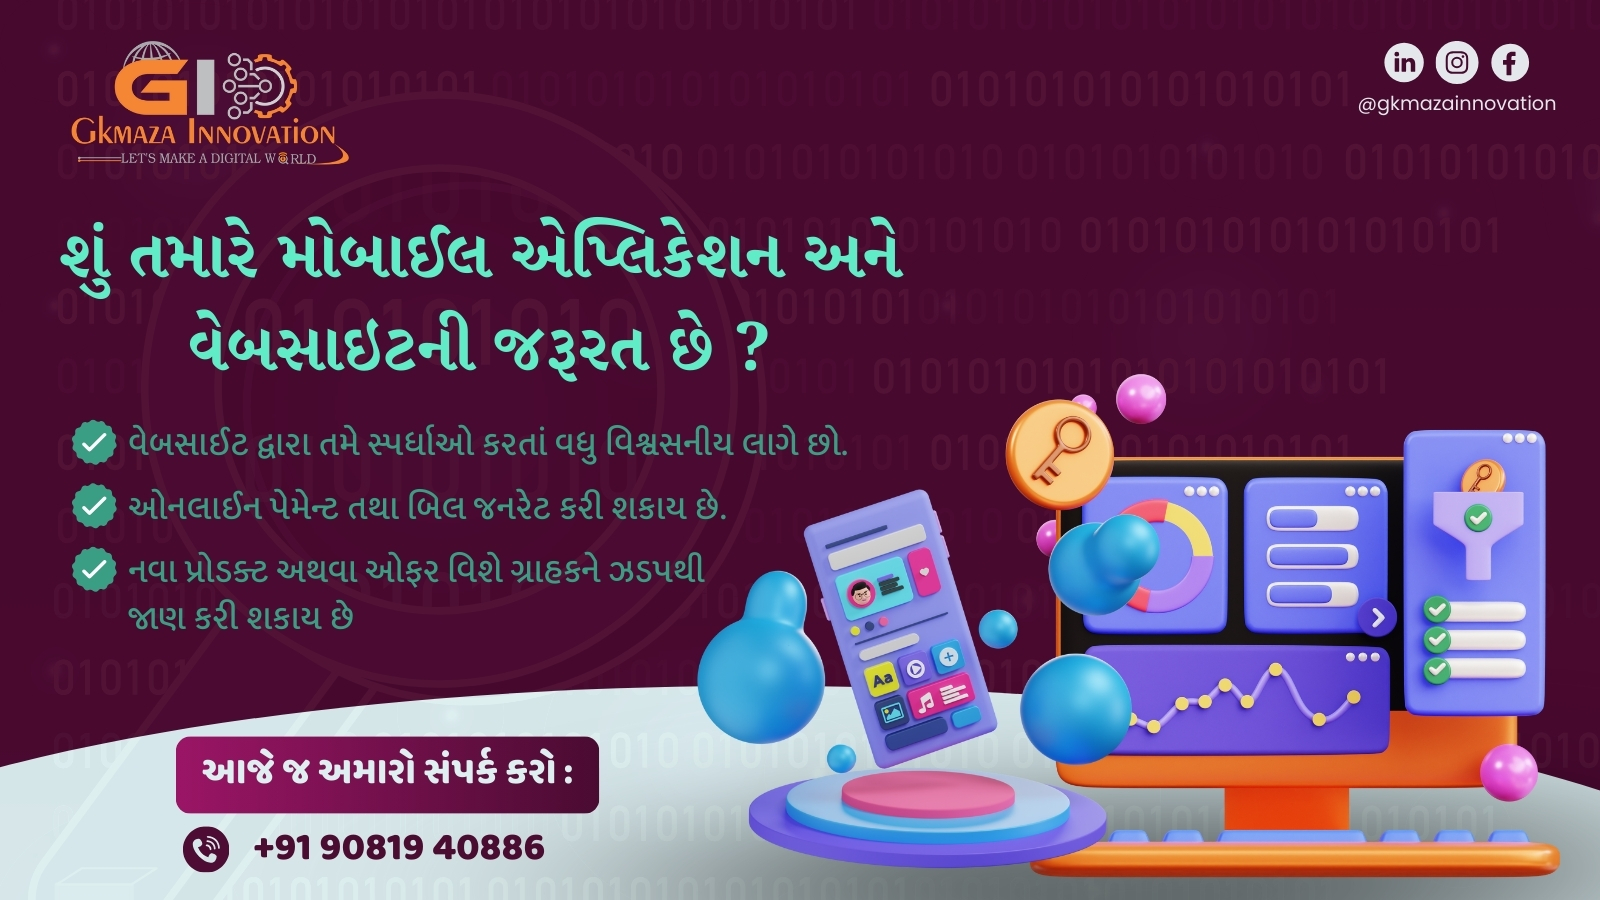 GI
GKMAZA INNOVATION
LET'S MAKE A DIGITAL WORLD
@gkmazainnovation
શું તમારે મોબાઈલ એપ્લિકેશન અને
વેબસાઇટની જરૂરત છે ?
વેબસાઈટ દ્વારા તમે સ્પર્ધાઓ કરતાં વધુ વિશ્વસનીય લાગે છો.
ઓનલાઈન પેમેન્ટ તથા બિલ જનરેટ કરી શકાય છે.
નવા પ્રોડક્ટ અથવા ઓફર વિશે ગ્રાહકને ઝડપથી
જાણ કરી શકાય છે
Aa
આજે જ અમારો સંપર્ક કરો :
+91 90819 40886